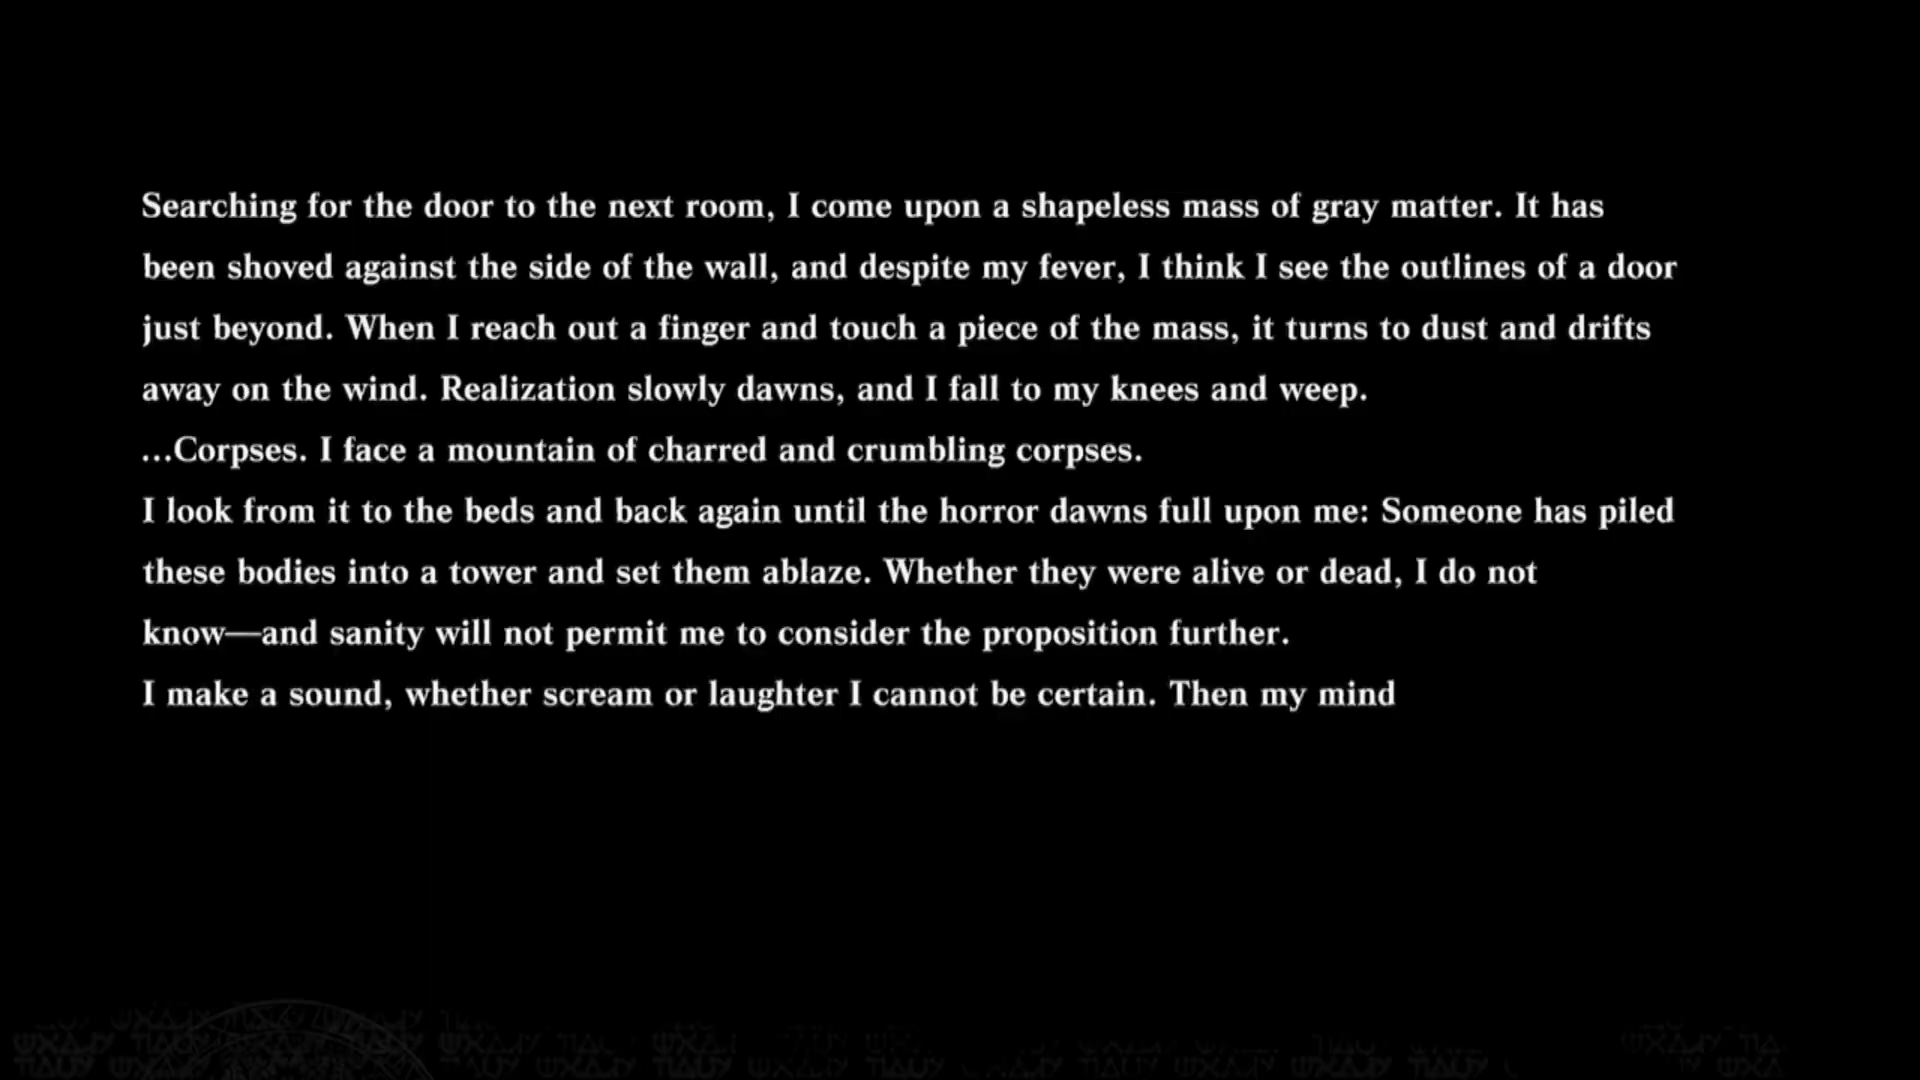 Searching for the door to the next room, I come upon a shapeless mass of gray matter. It has
been shoved against the side of the wall, and despite my fever, I think I see the outlines of a door
just beyond. When I reach out a finger and touch a piece of the mass, it turns to dust and drifts
away on the wind. Realization slowly dawns, and I fall to my knees and weep.
...Corpses. I face a mountain of charred and crumbling corpses.
I look from it to the beds and back again until the horror dawns full upon me: Someone has piled
these bodies into a tower and set them ablaze. Whether they were alive or dead, I do not
know—and sanity will not permit me to consider the proposition further.
I make a sound, whether scream or laughter I cannot be certain. Then my mind